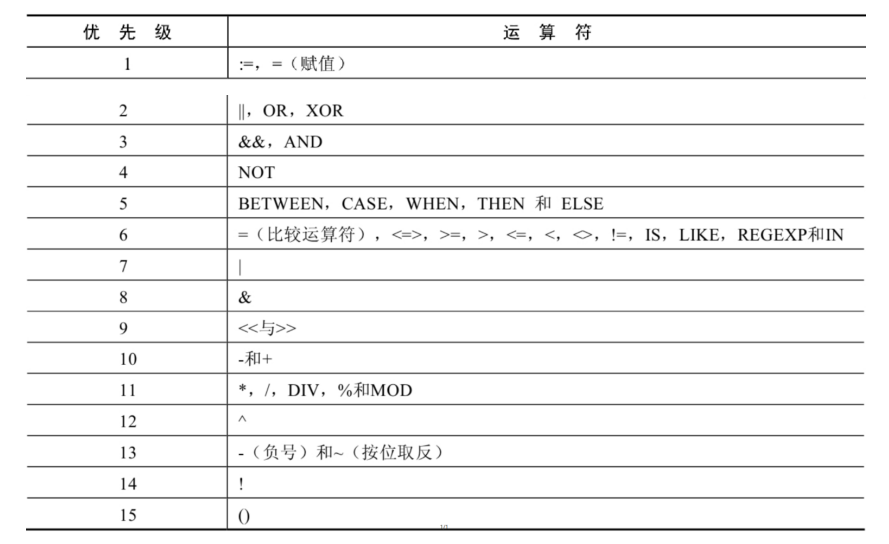 优 先 级 运 算 符
1 :=，=（赋值）
2 ||，OR，XOR
3 &&，AND
4 NOT
5 BETWEEN，CASE，WHEN，THEN 和 ELSE
6 =（比较运算符），<=>，>=，>，<=，<，<>，!=，IS，LIKE，REGEXP和IN
7 |
8 &
9 <<与>>
10 -和+
11 *，/，DIV，%和MOD
12 ^
13 -（负号）和~（按位取反）
14 !
15 ()